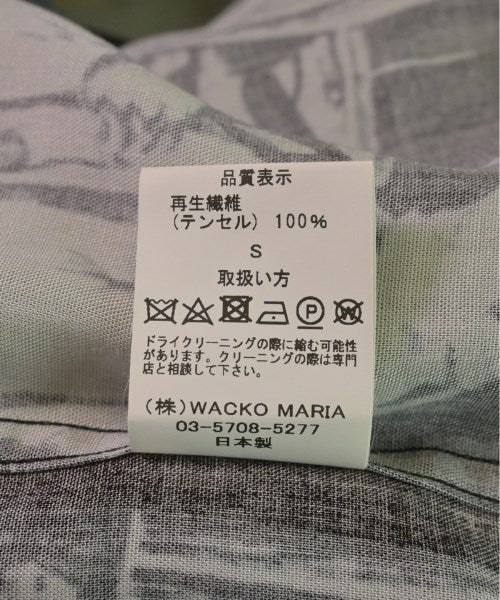 品質表示
再生繊維
(テンセル) 100%
S
取扱い方
P W
ドライクリーニングの際に縮む可能性
があります。クリーニングの際は専門
店と相談して下さい。
(株) WACKO MARIA
03-5708-5277
日本製